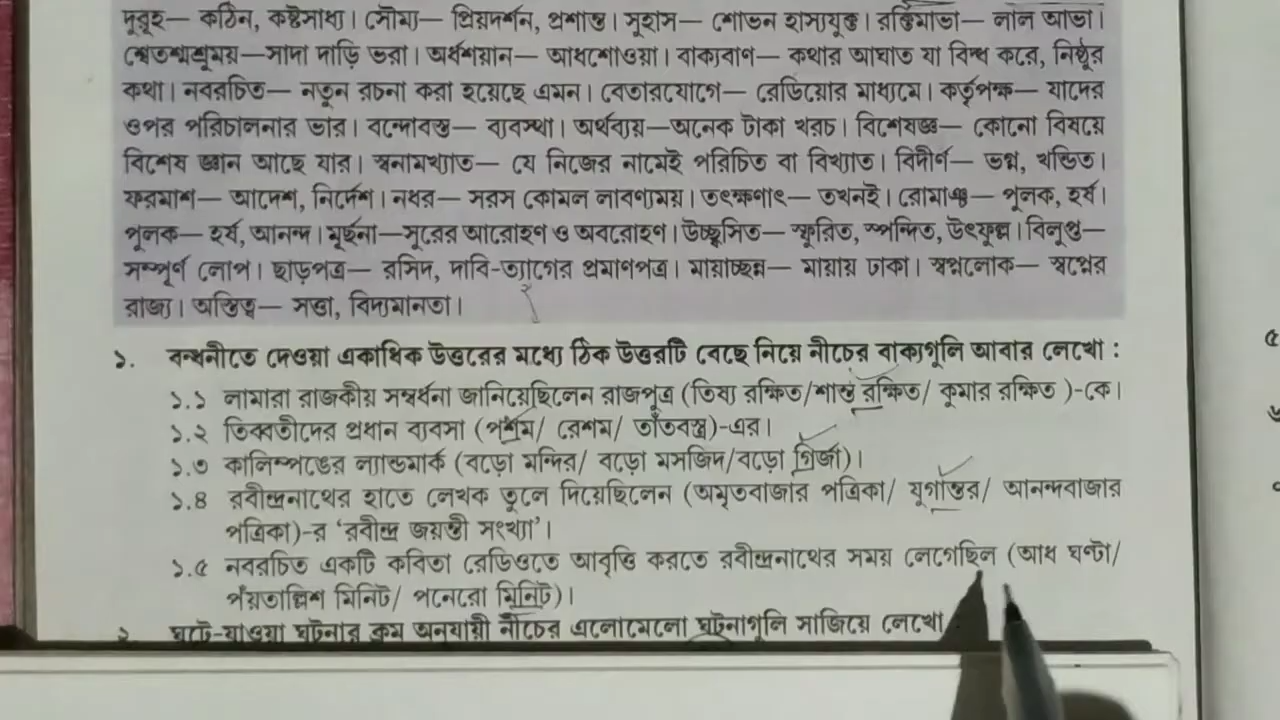 দুরূহ— কঠিন, কষ্টসাধ্য। সৌম্য— প্রিয়দর্শন, প্রশান্ত। সুহাস— শোভন হাস্যযুক্ত। রক্তিমাভা— লাল আভা।
শ্বেতশ্মশ্রুময়—সাদা দাড়ি ভরা। অর্ধশয়ান— আধশোওয়া। বাক্যবাণ— কথার আঘাত যা বিদ্ধ করে, নিষ্ঠুর
কথা। নবরচিত— নতুন রচনা করা হয়েছে এমন। বেতারযোগে— রেডিয়োর মাধ্যমে। কর্তৃপক্ষ— যাদের
ওপর পরিচালনার ভার। বন্দোবস্ত— ব্যবস্থা। অর্থব্যয়—অনেক টাকা খরচ। বিশেষজ্ঞ— কোনো বিষয়ে
বিশেষ জ্ঞান আছে যার। স্বনামখ্যাত— যে নিজের নামেই পরিচিত বা বিখ্যাত। বিদীর্ণ— ভগ্ন, খণ্ডিত।
ফরমাশ— আদেশ, নির্দেশ। নধর— সরস কোমল লাবণ্যময়। তৎক্ষণাৎ— তখনই। রোমাঞ্চ— পুলক, হর্ষ।
পুলক— হর্ষ, আনন্দ। মূর্ছনা—সুরের আরোহণ ও অবরোহণ। উচ্ছ্বসিত— স্ফুরিত, স্পন্দিত, উৎফুল্ল। বিলুপ্ত—
সম্পূর্ণ লোপ। ছাড়পত্র— রসিদ, দাবি-ত্যাগের প্রমাণপত্র। মায়াচ্ছন্ন— মায়ায় ঢাকা। স্বপ্নলোক— স্বপ্নের
রাজ্য। অস্তিত্ব— সত্তা, বিদ্যমানতা।
১. বন্ধনীতে দেওয়া একাধিক উত্তরের মধ্যে ঠিক উত্তরটি বেছে নিয়ে নীচের বাক্যগুলি আবার লেখো :
১.১ লামারা রাজকীয় সম্বর্ধনা জানিয়েছিলেন রাজপুত্র (তিষ্য রক্ষিত/শান্ত রক্ষিত/ কুমার রক্ষিত )-কে।
১.২ তিব্বতীদের প্রধান ব্যবসা (পশম/ রেশম/ তাঁতবস্ত্র)-এর।
১.৩ কালিম্পঙের ল্যান্ডমার্ক (বড়ো মন্দির/ বড়ো মসজিদ/বড়ো গির্জা)।
১.৪ রবীন্দ্রনাথের হাতে লেখক তুলে দিয়েছিলেন (অমৃতবাজার পত্রিকা/ যুগান্তর/ আনন্দবাজার
পত্রিকা)-র ‘রবীন্দ্র জয়ন্তী সংখ্যা’।
১.৫ নবরচিত একটি কবিতা রেডিওতে আবৃত্তি করতে রবীন্দ্রনাথের সময় লেগেছিল (আধ ঘণ্টা/
পঁয়তাল্লিশ মিনিট/ পনেরো মিনিট)।
২. ঘটে-যাওয়া ঘটনার ক্রম অনুযায়ী নীচের এলোমেলো ঘটনাগুলি সাজিয়ে লেখো